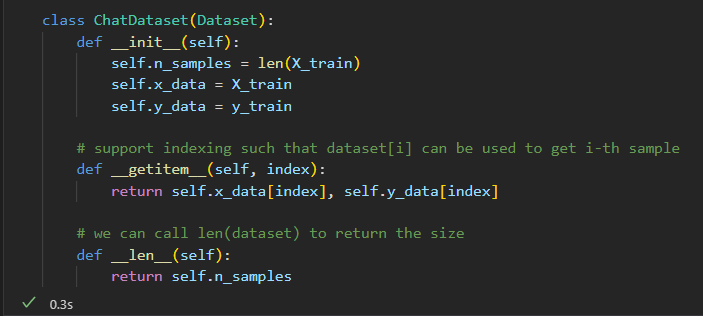 class ChatDataset(Dataset):
    def __init__(self):
        self.n_samples = len(X_train)
        self.x_data = X_train
        self.y_data = y_train

    # support indexing such that dataset[i] can be used to get i-th sample
    def __getitem__(self, index):
        return self.x_data[index], self.y_data[index]

    # we can call len(dataset) to return the size
    def __len__(self):
        return self.n_samples
0.3s